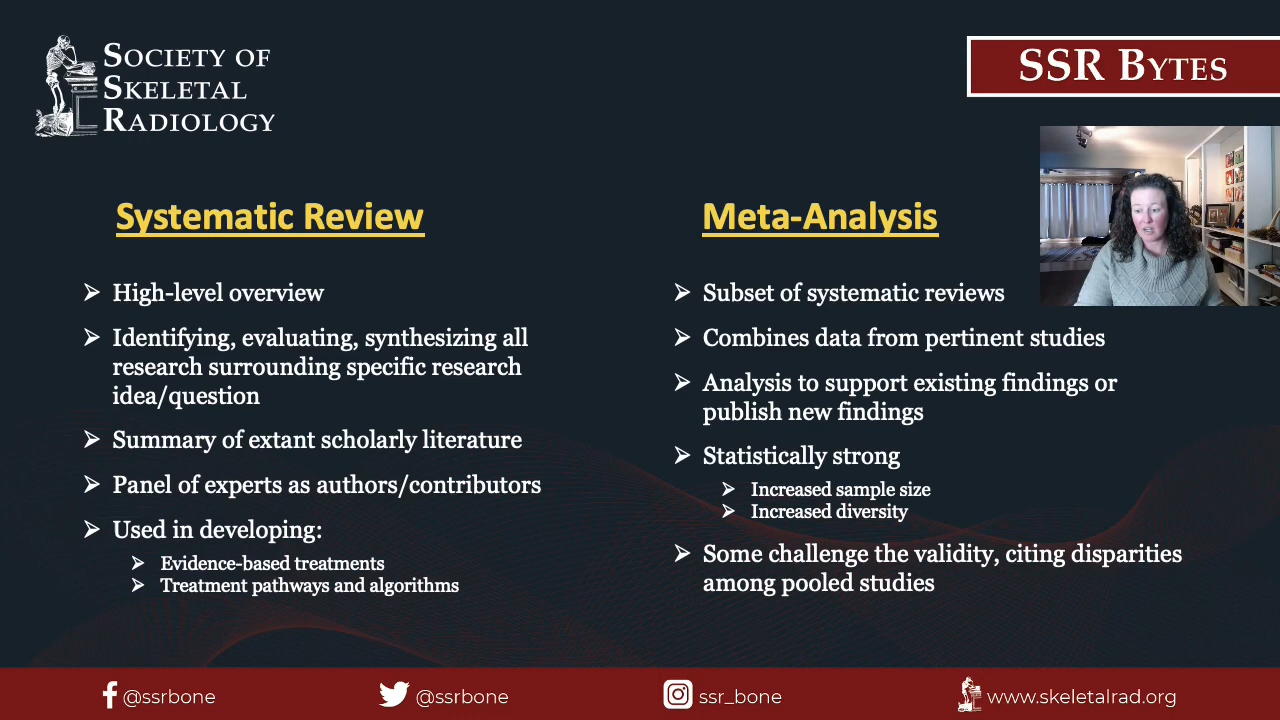 SOCIETY OF
SKELETAL
RADIOLOGY
SSR BYTES
Systematic Review
High-level overview
Identifying, evaluating, synthesizing all
research surrounding specific research
idea/question
Summary of extant scholarly literature
Panel of experts as authors/contributors
Used in developing:
Evidence-based treatments
Treatment pathways and algorithms
Meta-Analysis
Subset of systematic reviews
Combines data from pertinent studies
Analysis to support existing findings or
publish new findings
Statistically strong
Increased sample size
Increased diversity
Some challenge the validity, citing disparities
among pooled studies
@ssrbone
@ssrbone
ssr_bone
www.skeletalrad.org